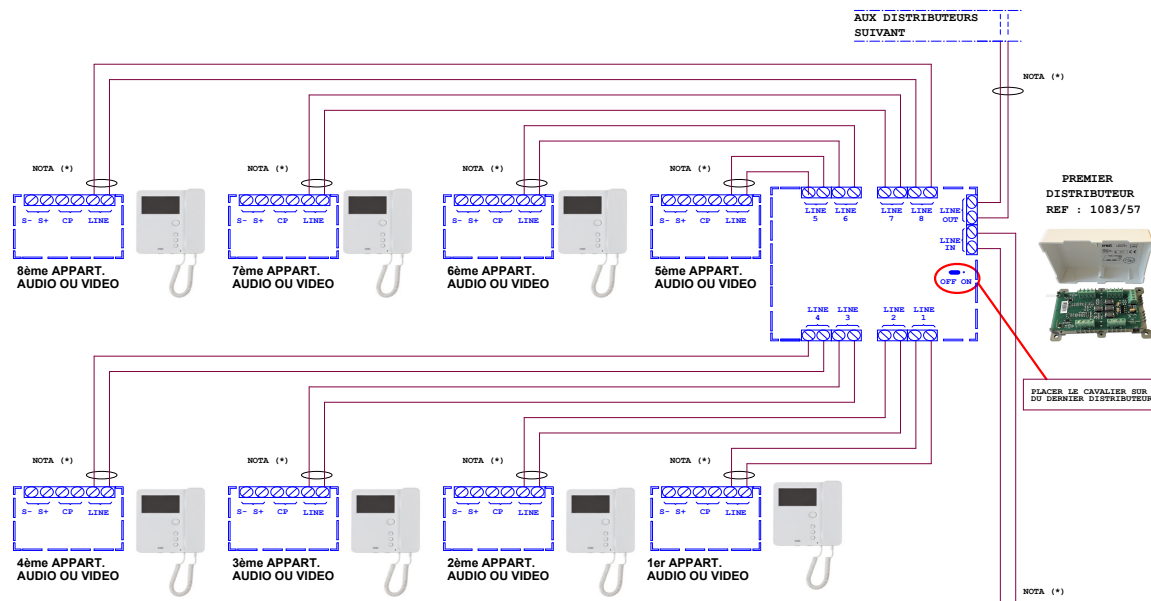 AUX DISTRIBUTEURS
SUIVANT
NOTA (*)
NOTA (*)
NOTA (*)
NOTA (*)
NOTA (*)
S- S+ CP LINE
S- S+ CP LINE
S- S+ CP LINE
S- S+ CP LINE
8ème APPART.
AUDIO OU VIDEO
7ème APPART.
AUDIO OU VIDEO
6ème APPART.
AUDIO OU VIDEO
5ème APPART.
AUDIO OU VIDEO
LINE
5
LINE
6
LINE
7
LINE
8
LINE
OUT
LINE
IN
OFF ON
LINE
4
LINE
3
LINE
2
LINE
1
PREMIER
DISTRIBUTEUR
REF : 1083/57
PLACER LE CAVALIER SUR
DU DERNIER DISTRIBUTEUR
NOTA (*)
NOTA (*)
NOTA (*)
NOTA (*)
S- S+ CP LINE
S- S+ CP LINE
S- S+ CP LINE
S- S+ CP LINE
4ème APPART.
AUDIO OU VIDEO
3ème APPART.
AUDIO OU VIDEO
2ème APPART.
AUDIO OU VIDEO
1er APPART.
AUDIO OU VIDEO
NOTA (*)